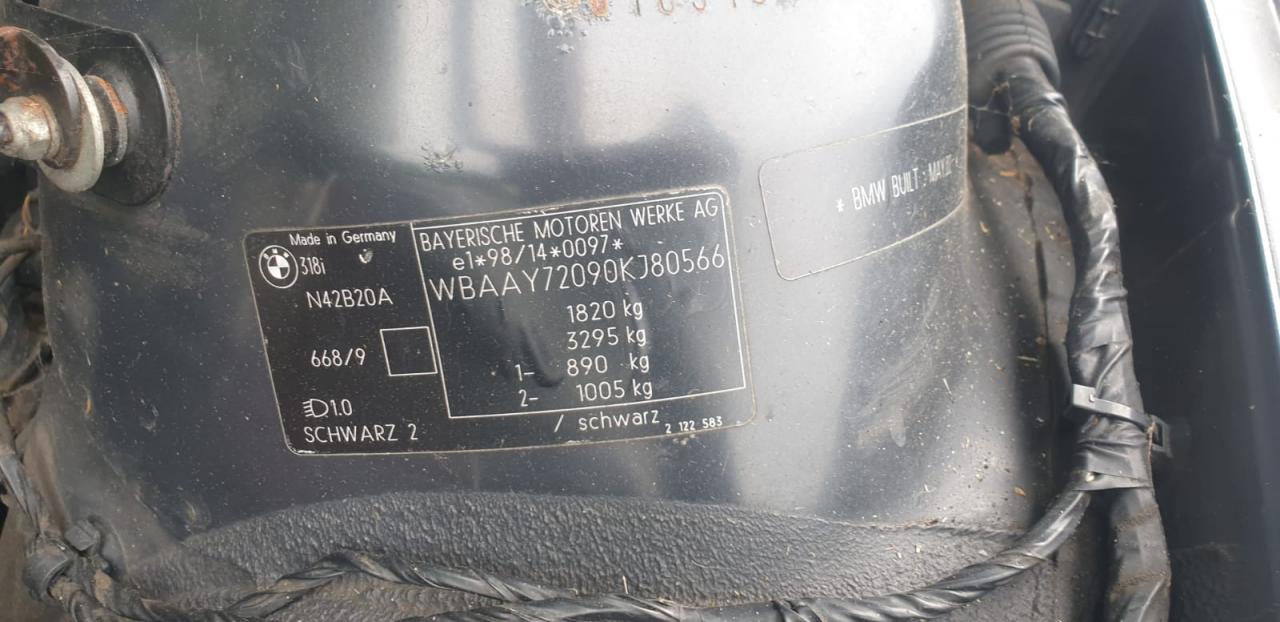 Made in Germany
318i
N42B20A
668/9
1.0
SCHWARZ 2
BAYERISCHE MOTOREN WERKE AG
e1*98/14*0097*
WBAAY72090KJ80566
1820 kg
3295 kg
1- 890 kg
2- 1005 kg
/ schwarz
2 122 583
* BMW BUILT : MAY